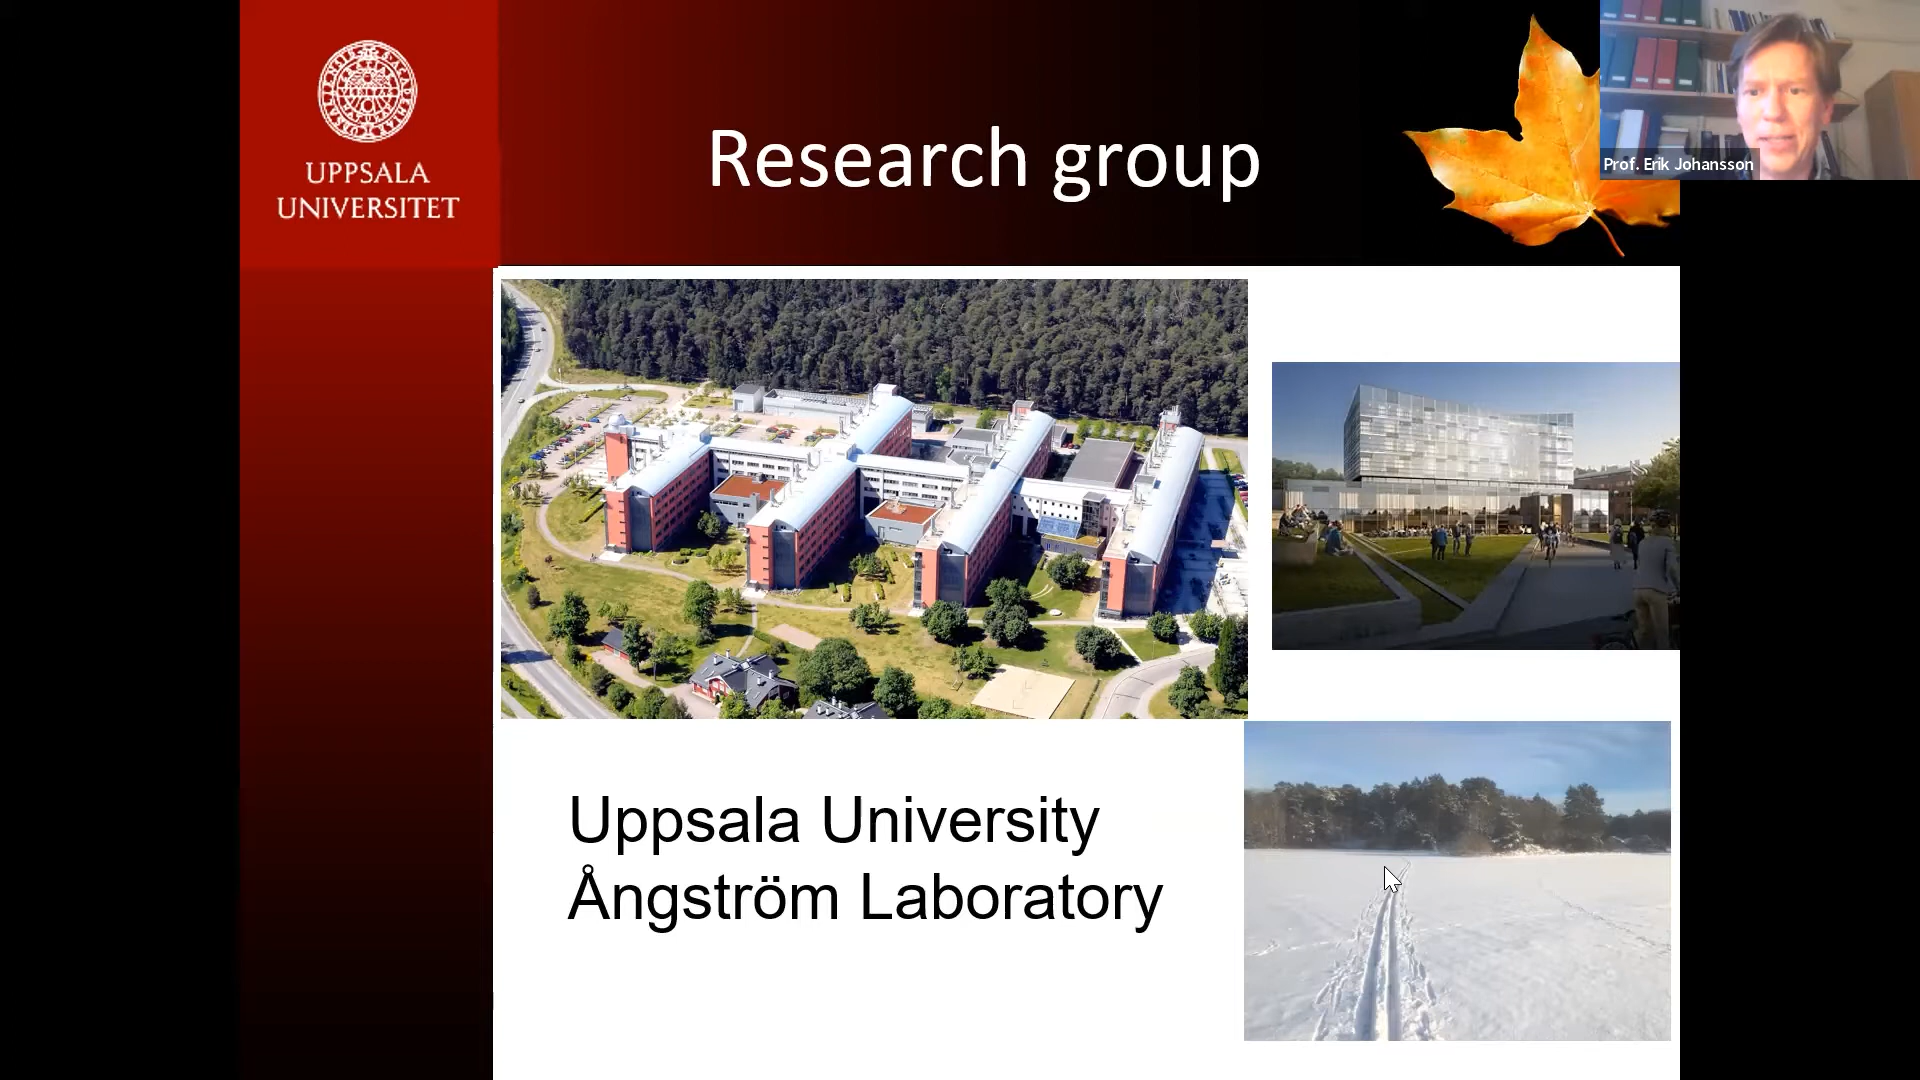 UPPSALA
UNIVERSITET
Research group
Prof. Erik Johansson
Uppsala University
Ångström Laboratory